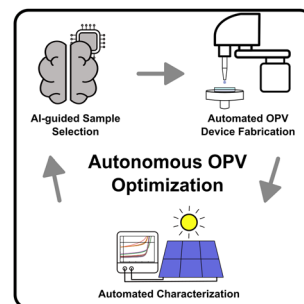 AI-guided Sample
Selection
Automated OPV
Device Fabrication
Autonomous OPV
Optimization
Automated Characterization